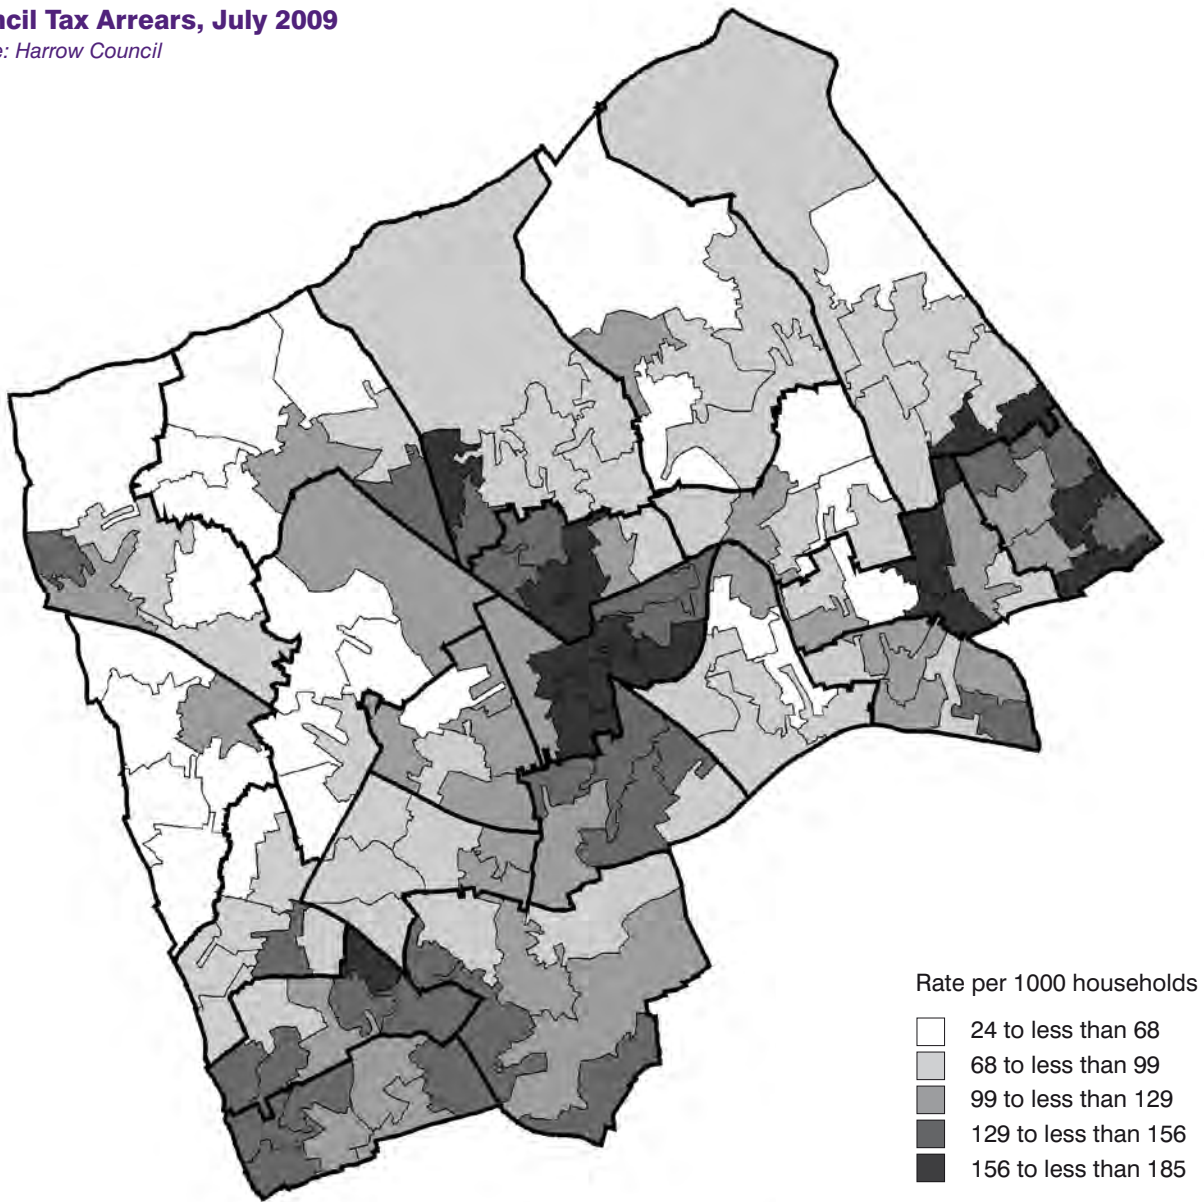 ncil Tax Arrears, July 2009
e: Harrow Council
Rate per 1000 households
24 to less than 68
68 to less than 99
99 to less than 129
129 to less than 156
156 to less than 185